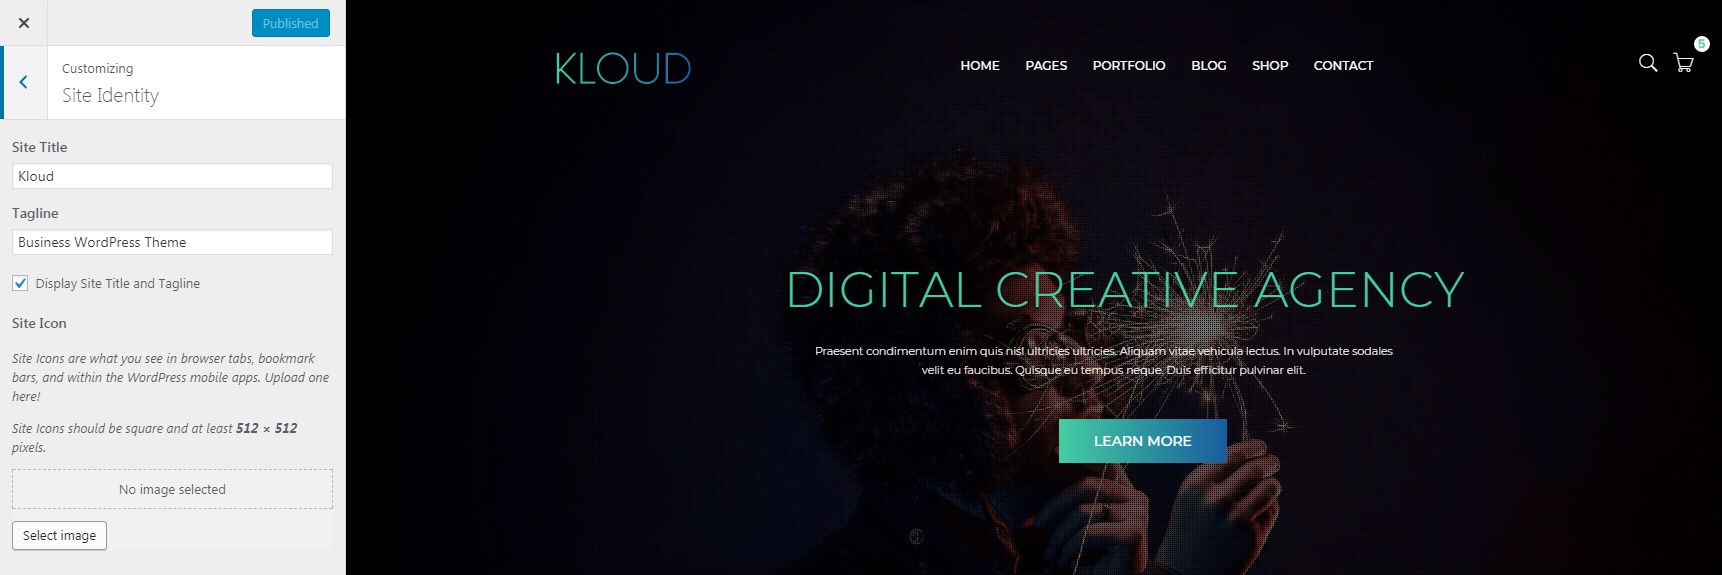 Published
Customizing
Site Identity
Site Title
Kloud
Tagline
Business WordPress Theme
Display Site Title and Tagline
Site Icon
Site Icons are what you see in browser tabs, bookmark
bars, and within the WordPress mobile apps. Upload one
here!
Site Icons should be square and at least 512 × 512
pixels.
No image selected
Select image
KLOUD
HOME PAGES PORTFOLIO BLOG SHOP CONTACT
5
DIGITAL CREATIVE AGENCY
Praesent condimentum enim quis nisl ultricies ultricies. Aliquam vitae vehicula lectus. In vulputate sodales
velit eu faucibus. Quisque eu tempus neque. Duis efficitur pulvinar elit.
LEARN MORE